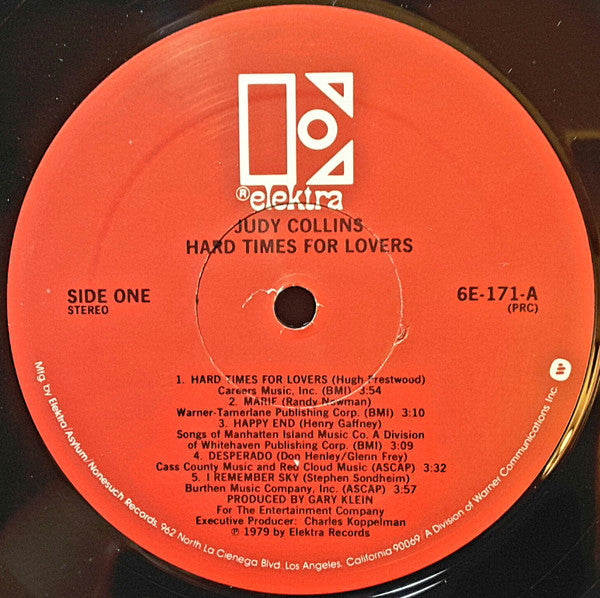 ® elektra
JUDY COLLINS
HARD TIMES FOR LOVERS
SIDE ONE
STEREO
6E-171-A
(PRC)
1. HARD TIMES FOR LOVERS (Hugh Prestwood)
Careers Music, Inc. (BMI) 3:54
2. MARIE (Randy Newman)
Warner-Tamerlane Publishing Corp. (BMI) 3:10
3. HAPPY END (Henry Gaffney)
Songs of Manhattan Island Music Co. A Division
of Whitehaven Publishing Corp. (BMI) 3:09
4. DESPERADO (Don Henley/Glenn Frey)
Cass County Music and Red Cloud Music (ASCAP) 3:32
5. I REMEMBER SKY (Stephen Sondheim)
Burthen Music Company, Inc. (ASCAP) 3:57
PRODUCED BY GARY KLEIN
For The Entertainment Company
Executive Producer: Charles Koppelman
℗ 1979 by Elektra Records
Mfg. by Elektra/Asylum/Nonesuch Records, 962 North La Cienega Blvd. Los Angeles, California 90069. A Division of Warner Communications Inc.